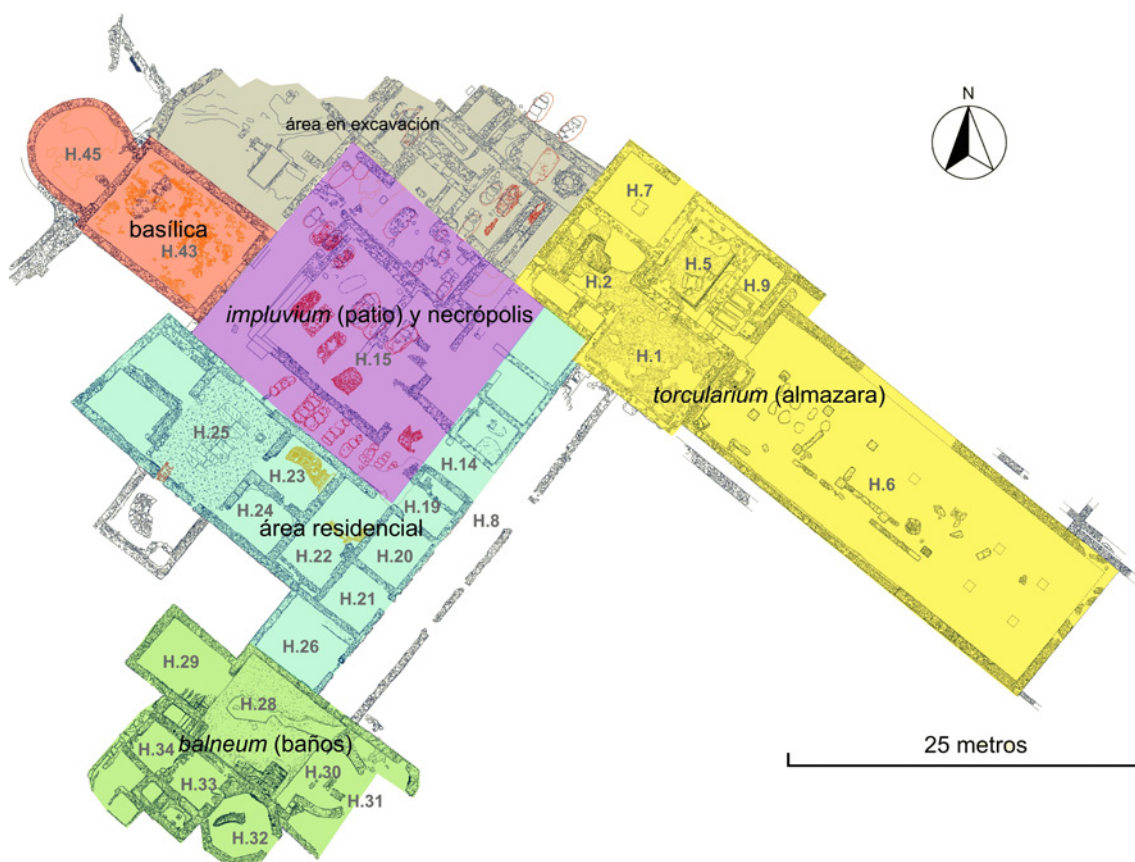 N
área en excavación
H.45
H.7
basílica
H.43
H.5
H.2
H.9
impluvium (patio) y necrópolis
H.15
H.1
torcularium (almazara)
H.25
H.14
H.23
H.6
H.19
H.24
área residencial
H.8
H.22
H.20
H.21
H.26
H.29
H.28
balneum (baños)
H.34
25 metros
H.30
H.33
H.31
H.32